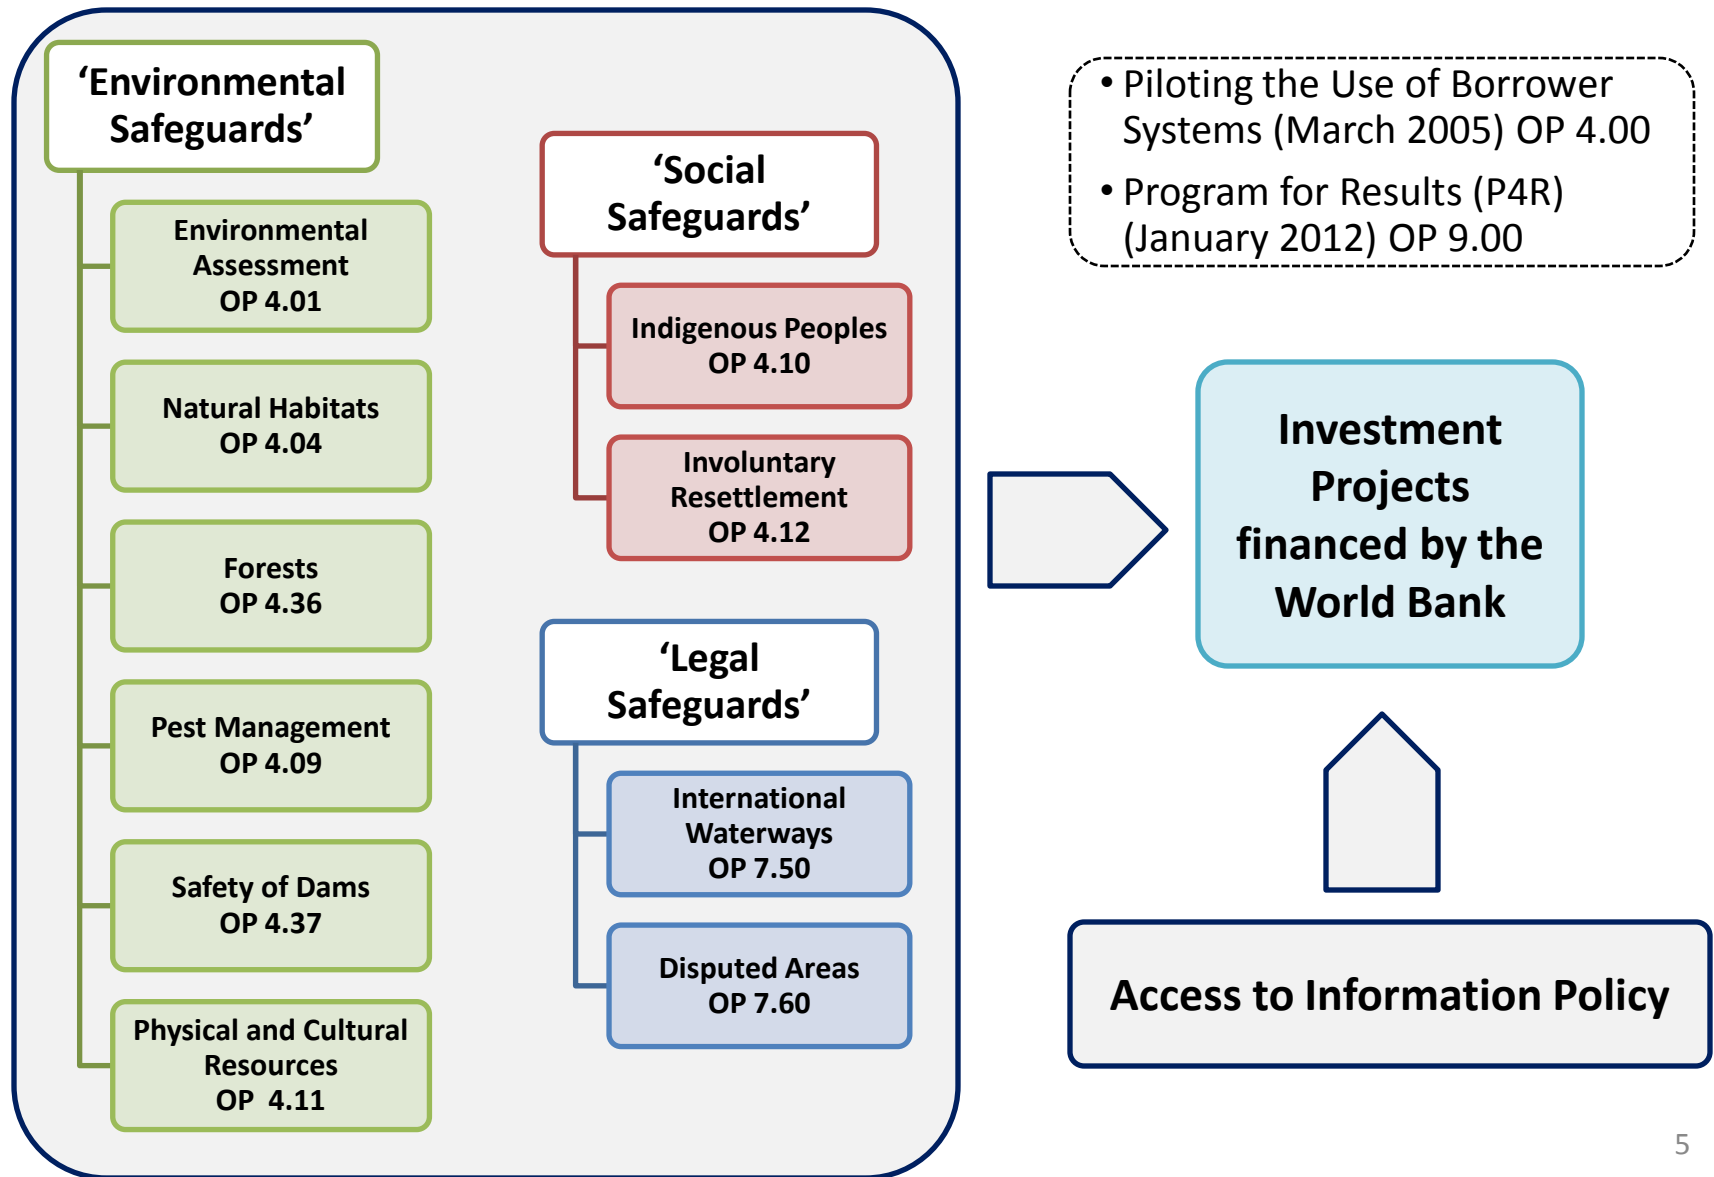 ‘Environmental
Safeguards’
Environmental
Assessment
OP 4.01
Natural Habitats
OP 4.04
Forests
OP 4.36
Pest Management
OP 4.09
Safety of Dams
OP 4.37
Physical and Cultural
Resources
OP  4.11
‘Social
Safeguards’
Indigenous Peoples
OP 4.10
Involuntary
Resettlement
OP 4.12
‘Legal
Safeguards’
International
Waterways
OP 7.50
Disputed Areas
OP 7.60
• Piloting the Use of Borrower
Systems (March 2005) OP 4.00
• Program for Results (P4R)
(January 2012) OP 9.00
Investment
Projects
financed by the
World Bank
Access to Information Policy
5